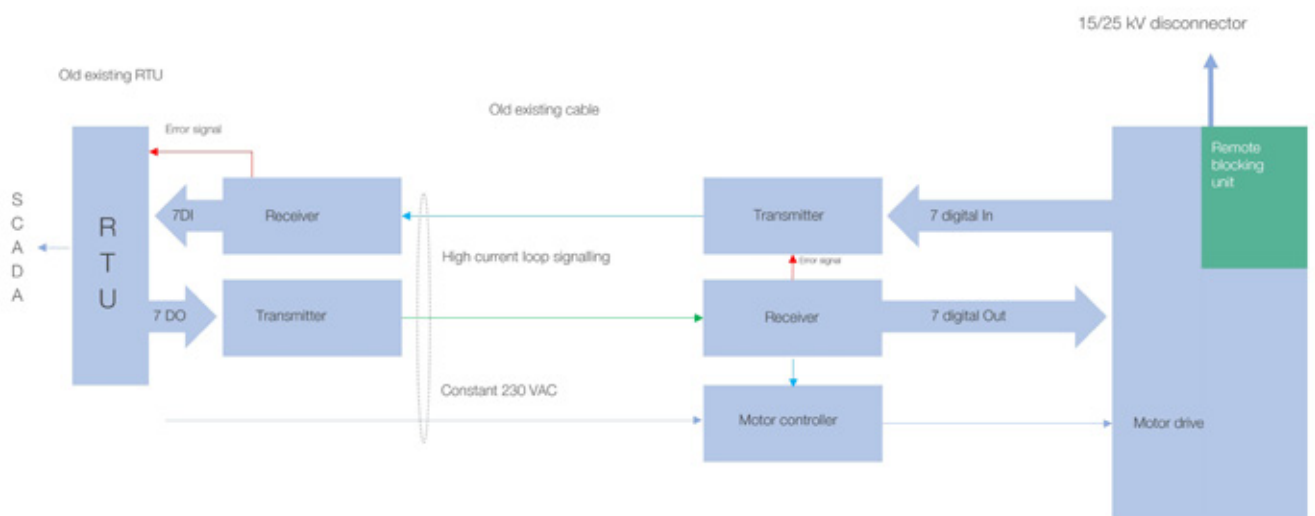 15/25 kV disconnector
Old existing RTU
Old existing cable
Error signal
Remote
blocking
unit
SCADA
RTU
7DI
Receiver
Transmitter
7 digital In
High current loop signalling
Error signal
7 DO
Transmitter
Receiver
7 digital Out
Constant 230 VAC
Motor controller
Motor drive